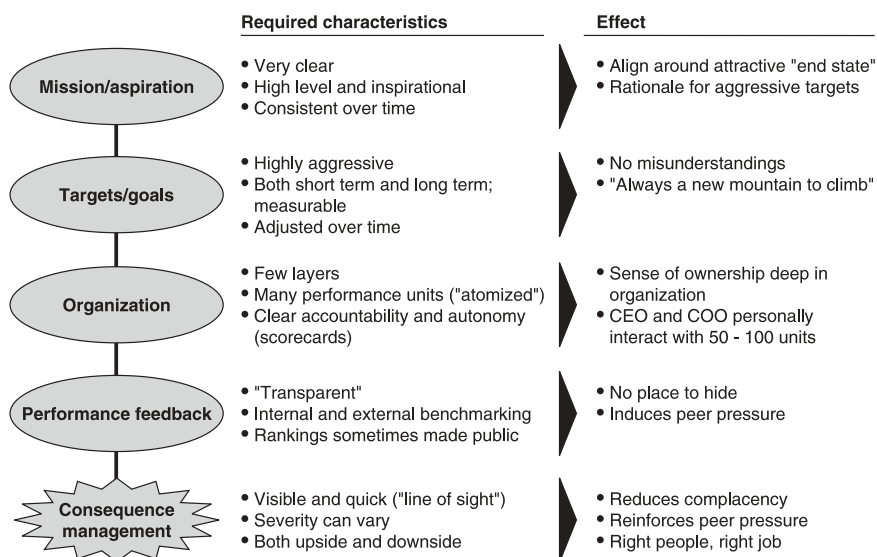 Required characteristics
Effect
Mission/aspiration
• Very clear
• High level and inspirational
• Consistent over time
• Align around attractive "end state"
• Rationale for aggressive targets
Targets/goals
• Highly aggressive
• Both short term and long term;
measurable
• Adjusted over time
• No misunderstandings
• "Always a new mountain to climb"
Organization
• Few layers
• Many performance units ("atomized")
• Clear accountability and autonomy
(scorecards)
• Sense of ownership deep in
organization
• CEO and COO personally
interact with 50 - 100 units
Performance feedback
• "Transparent"
• Internal and external benchmarking
• Rankings sometimes made public
• No place to hide
• Induces peer pressure
Consequence
management
• Visible and quick ("line of sight")
• Severity can vary
• Both upside and downside
• Reduces complacency
• Reinforces peer pressure
• Right people, right job